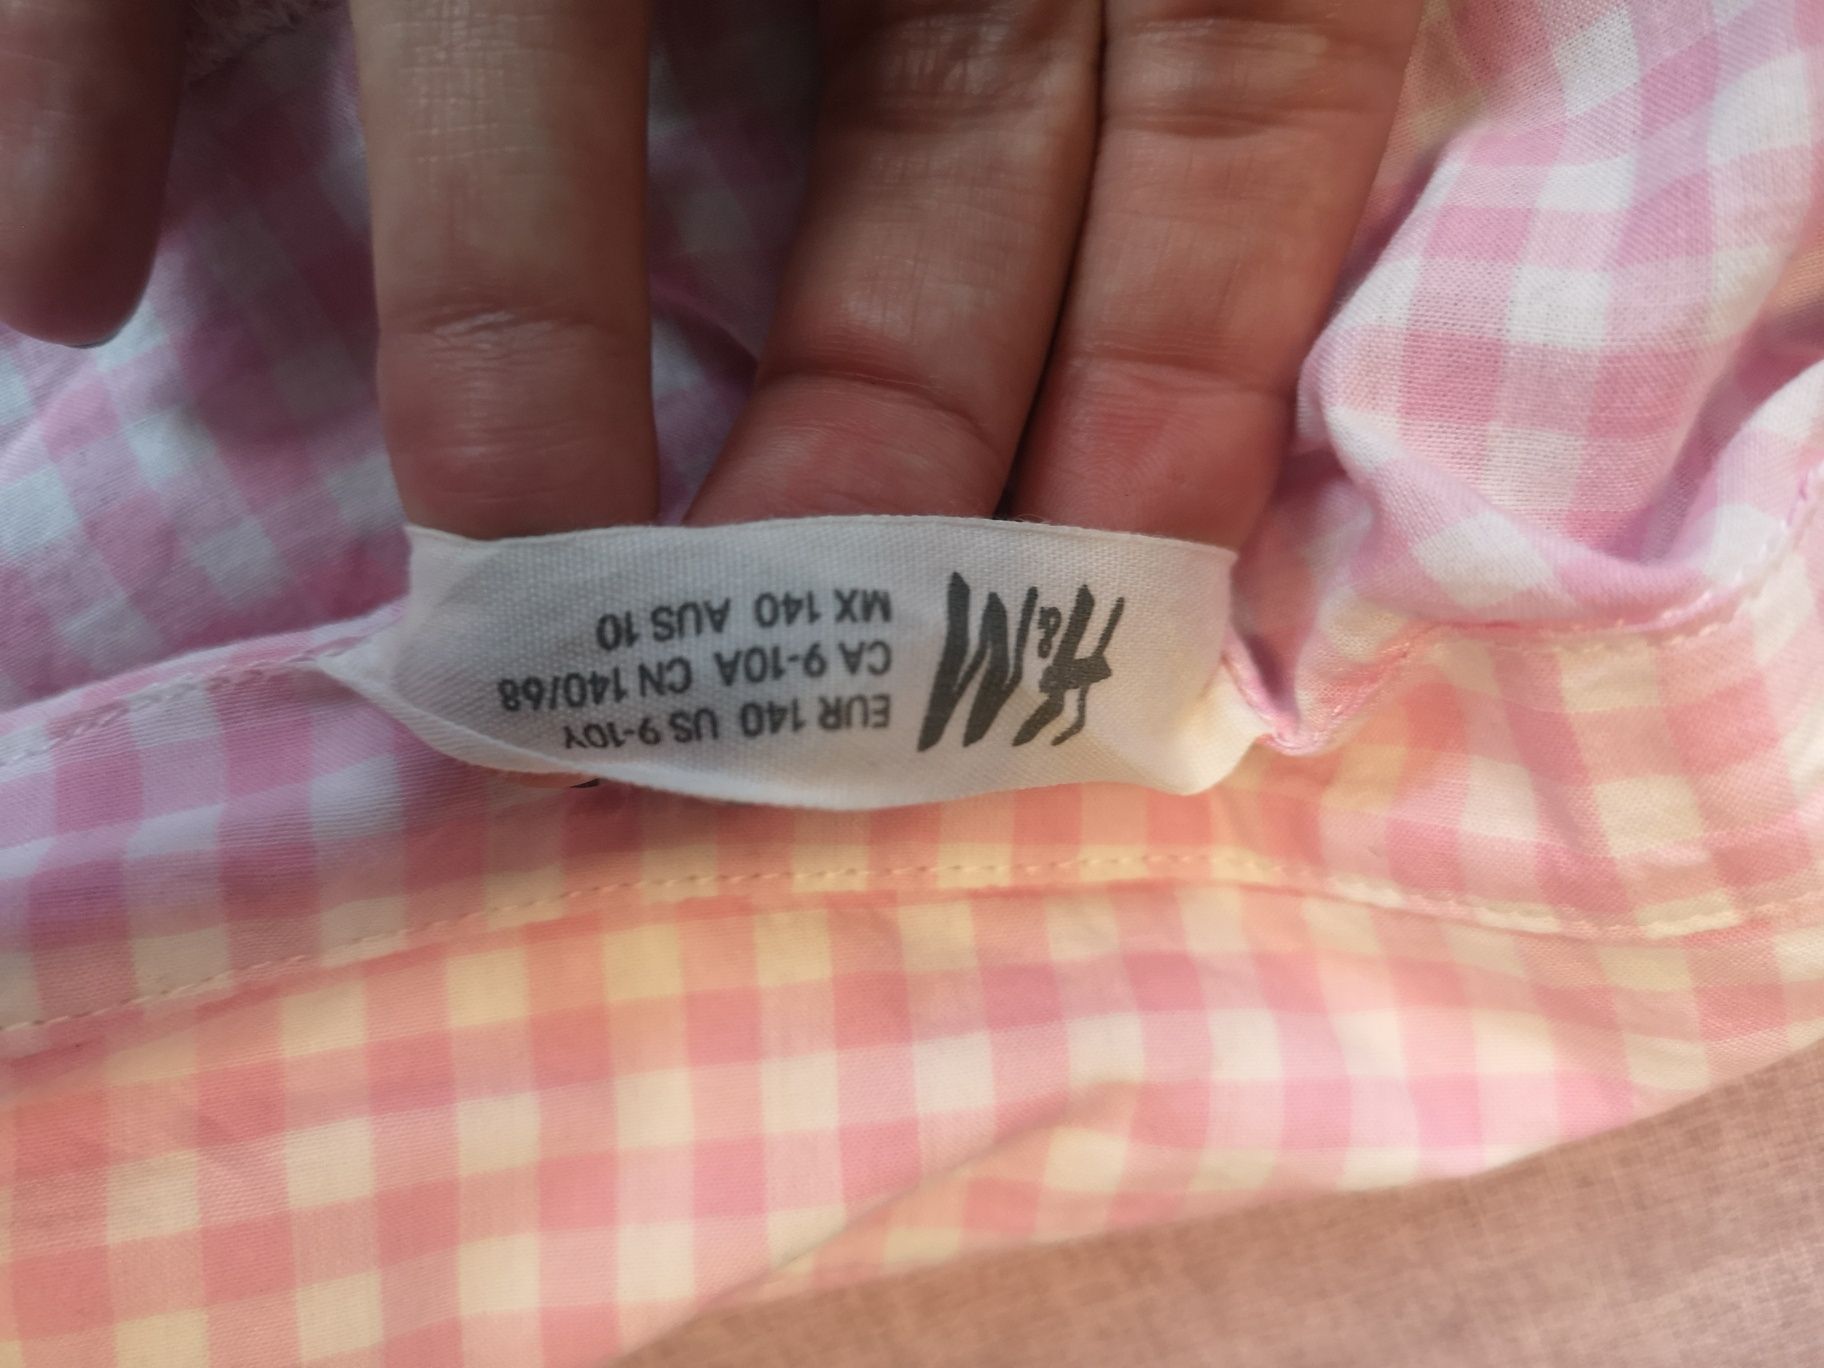 H&M
EUR 140 US 9-10Y
CA 9-10A CN 140/68
MX 140 AUS 10